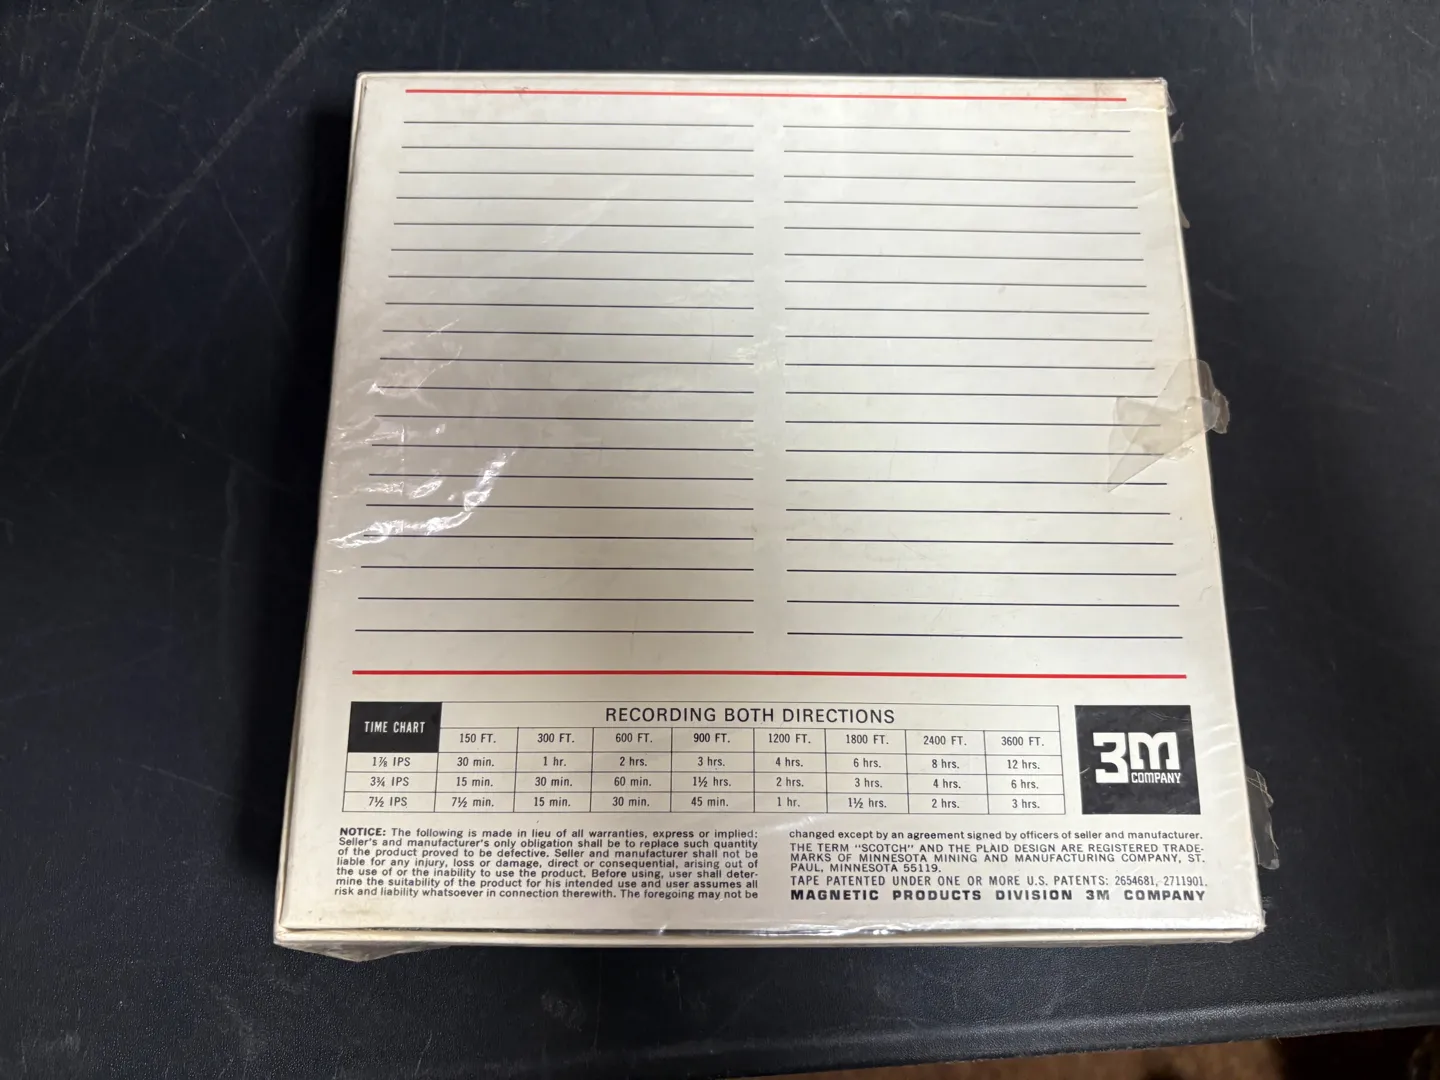 TIME CHART
RECORDING BOTH DIRECTIONS
150 FT. 300 FT. 600 FT. 900 FT. 1200 FT. 1800 FT. 2400 FT. 3600 FT.
1⅞ IPS 30 min. 1 hr. 2 hrs. 3 hrs. 4 hrs. 6 hrs. 8 hrs. 12 hrs.
3¾ IPS 15 min. 30 min. 60 min. 1½ hrs. 2 hrs. 3 hrs. 4 hrs. 6 hrs.
7½ IPS 7½ min. 15 min. 30 min. 45 min. 1 hr. 1½ hrs. 2 hrs. 3 hrs.
3M
COMPANY
NOTICE: The following is made in lieu of all warranties, express or implied:
Seller's and manufacturer's only obligation shall be to replace such quantity
of the product proved to be defective. Seller and manufacturer shall not be
liable for any injury, loss or damage, direct or consequential, arising out of
the use of or the inability to use the product. Before using, user shall deter-
mine the suitability of the product for his intended use and user assumes all
risk and liability whatsoever in connection therewith. The foregoing may not be
changed except by an agreement signed by officers of seller and manufacturer.
THE TERM "SCOTCH" AND THE PLAID DESIGN ARE REGISTERED TRADE-
MARKS OF MINNESOTA MINING AND MANUFACTURING COMPANY, ST.
PAUL, MINNESOTA 55119.
TAPE PATENTED UNDER ONE OR MORE U.S. PATENTS: 2654681, 2711901.
MAGNETIC PRODUCTS DIVISION 3M COMPANY